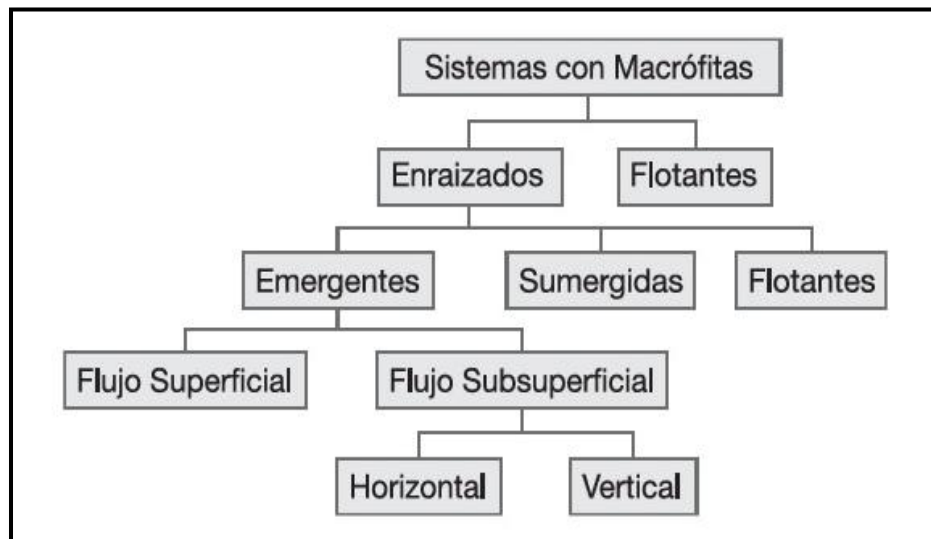 Sistemas con Macrófitas
Enraizados
Flotantes
Emergentes
Sumergidas
Flotantes
Flujo Superficial
Flujo Subsuperficial
Horizontal
Vertical